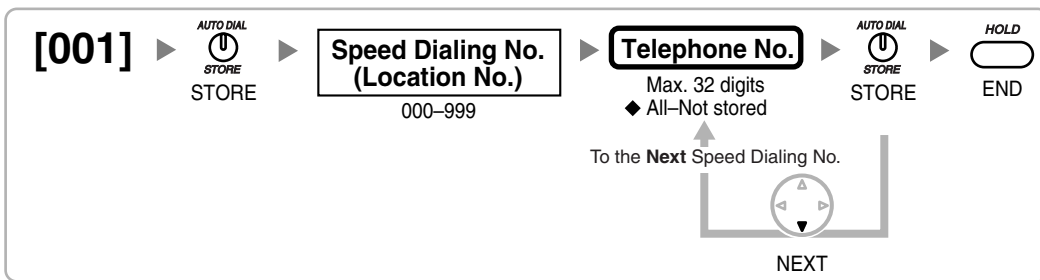 [001]
AUTO DIAL
STORE
STORE
Speed Dialing No.
(Location No.)
000–999
Telephone No.
Max. 32 digits
◆ All–Not stored
AUTO DIAL
STORE
STORE
HOLD
END
To the Next Speed Dialing No.
NEXT